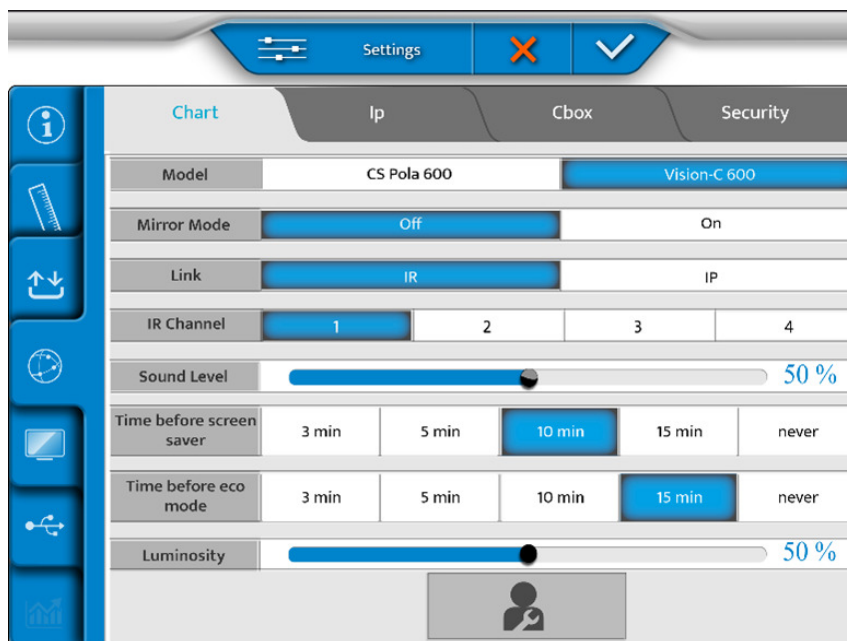 Settings
Chart Ip Cbox Security
Model CS Pola 600 Vision-C 600
Mirror Mode Off On
Link IR IP
IR Channel 1 2 3 4
Sound Level 50 %
Time before screen
saver 3 min 5 min 10 min 15 min never
Time before eco
mode 3 min 5 min 10 min 15 min never
Luminosity 50 %